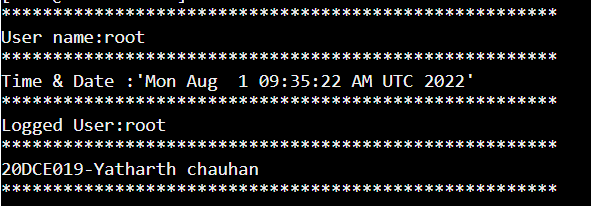 ********************************************************
User name:root
********************************************************
Time & Date :'Mon Aug  1 09:35:22 AM UTC 2022'
********************************************************
Logged User:root
********************************************************
20DCE019-Yatharth chauhan
********************************************************